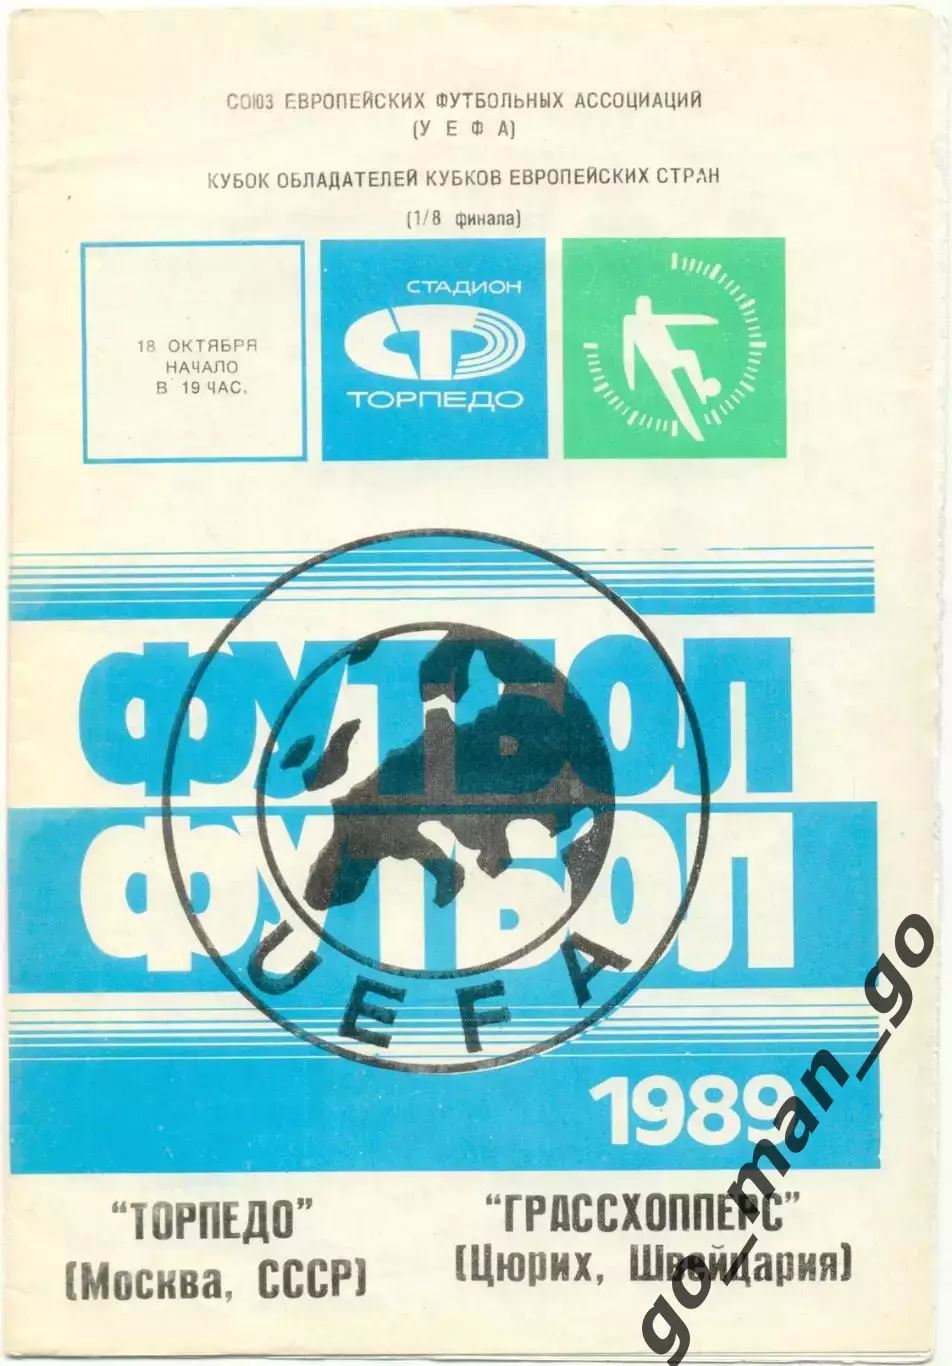 СОЮЗ ЕВРОПЕЙСКИХ ФУТБОЛЬНЫХ АССОЦИАЦИЙ
(У Е Ф А)
КУБОК ОБЛАДАТЕЛЕЙ КУБКОВ ЕВРОПЕЙСКИХ СТРАН
(1/8 финала)
18 ОКТЯБРЯ
НАЧАЛО
В 19 ЧАС.
СТАДИОН
СТ
ТОРПЕДО
ФУТБОЛ
ФУТБОЛ
UEFA
1989
"ТОРПЕДО"
(Москва, СССР)
"ГРАССХОППЕРС"
(Цюрих, Швейцария)
go_man_go